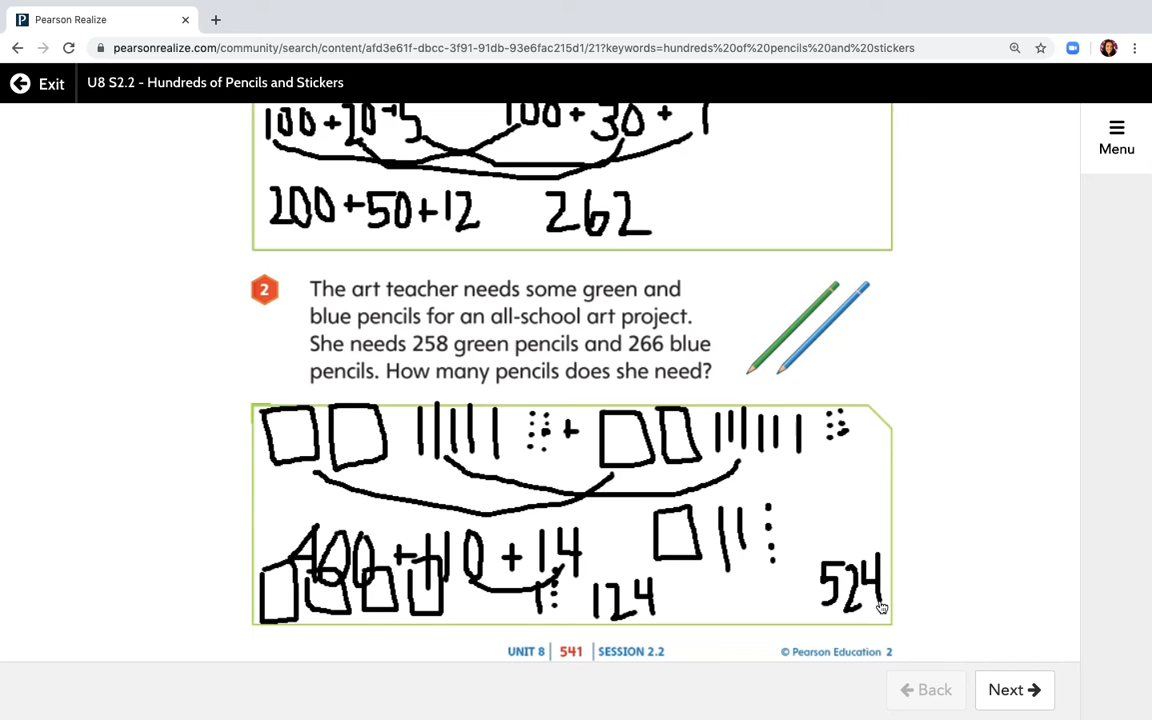 Pearson Realize
pearsonrealize.com/community/search/content/afd3e61f-dbcc-3f91-91db-93e6fac215d1/21?keywords=hundreds%20of%20pencils%20and%20stickers
Exit
U8 S2.2 - Hundreds of Pencils and Stickers
Menu
100 + 20 + 5 100 + 30 + 7
200 + 50 + 12 262
2
The art teacher needs some green and
blue pencils for an all-school art project.
She needs 258 green pencils and 266 blue
pencils. How many pencils does she need?
+
400 + 110 + 14
124
524
UNIT 8 541 SESSION 2.2
© Pearson Education 2
Back
Next